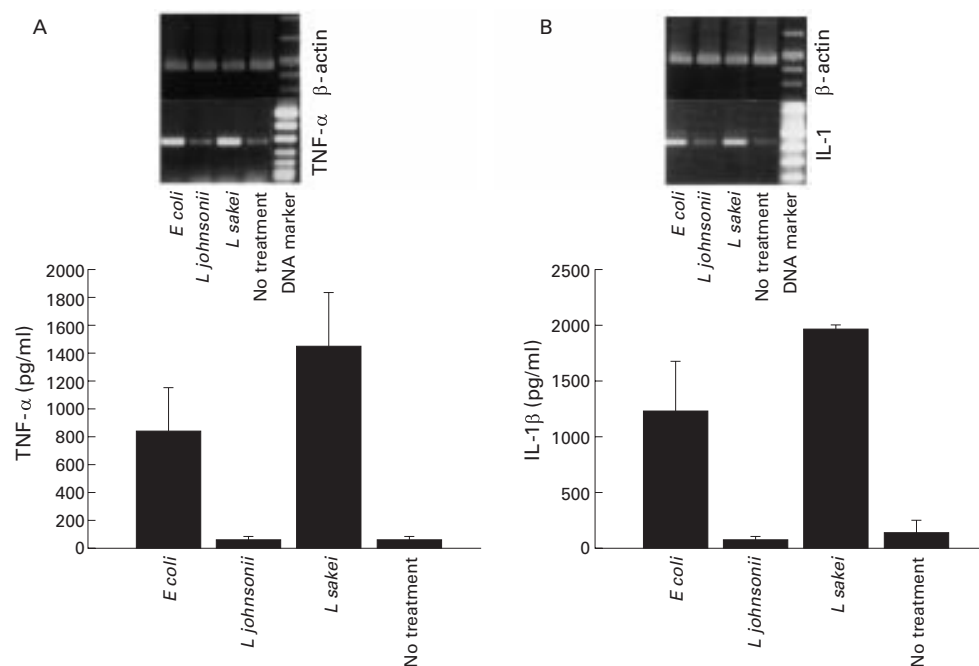 A
β-actin
TNF-α
E coli
L johnsonii
L sakei
No treatment
DNA marker
2000
1800
1600
1400
1200
1000
800
600
400
200
0
TNF-α (pg/ml)
E coli
L johnsonii
L sakei
No treatment
B
β-actin
IL-1
E coli
L johnsonii
L sakei
No treatment
DNA marker
2500
2000
1500
1000
500
0
IL-1β (pg/ml)
E coli
L johnsonii
L sakei
No treatment